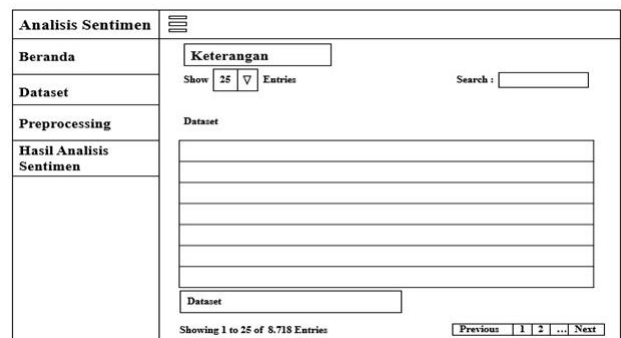 Analisis Sentimen
Beranda
Dataset
Preprocessing
Hasil Analisis
Sentimen
Keterangan
Show 25 Entries
Search :
Dataset
Dataset
Showing 1 to 25 of 8.718 Entries
Previous 1 2 ... Next